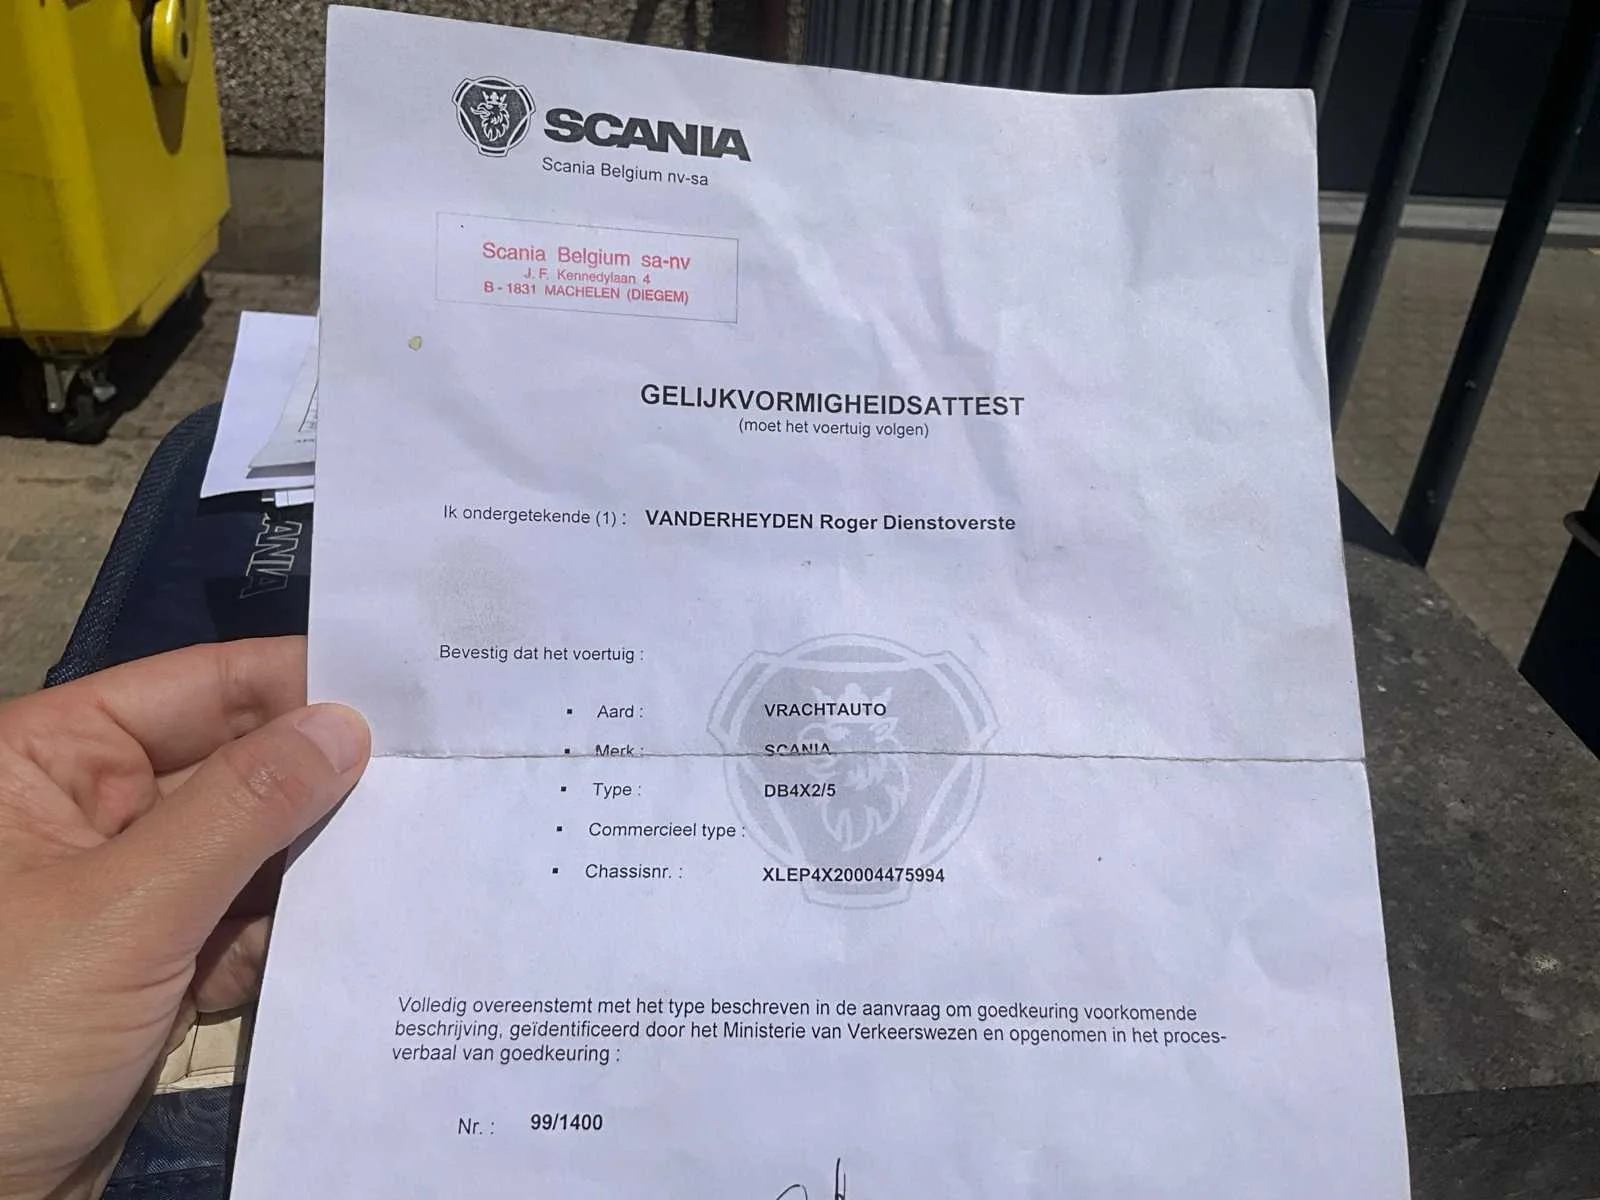 SCANIA
Scania Belgium nv-sa
Scania Belgium sa-nv
J. F. Kennedylaan 4
B - 1831 MACHELEN (DIEGEM)
GELIJKVORMIGHEIDSATTEST
(moet het voertuig volgen)
Ik ondergetekende (1) : VANDERHEYDEN Roger Dienstoverste
Bevestig dat het voertuig :
▪ Aard : VRACHTAUTO
▪ Merk : SCANIA
▪ Type : DB4X2/5
▪ Commercieel type :
▪ Chassisnr. : XLEP4X20004475994
Volledig overeenstemt met het type beschreven in de aanvraag om goedkeuring voorkomende
beschrijving, geïdentificeerd door het Ministerie van Verkeerswezen en opgenomen in het proces-
verbaal van goedkeuring :
Nr. : 99/1400
ANIA